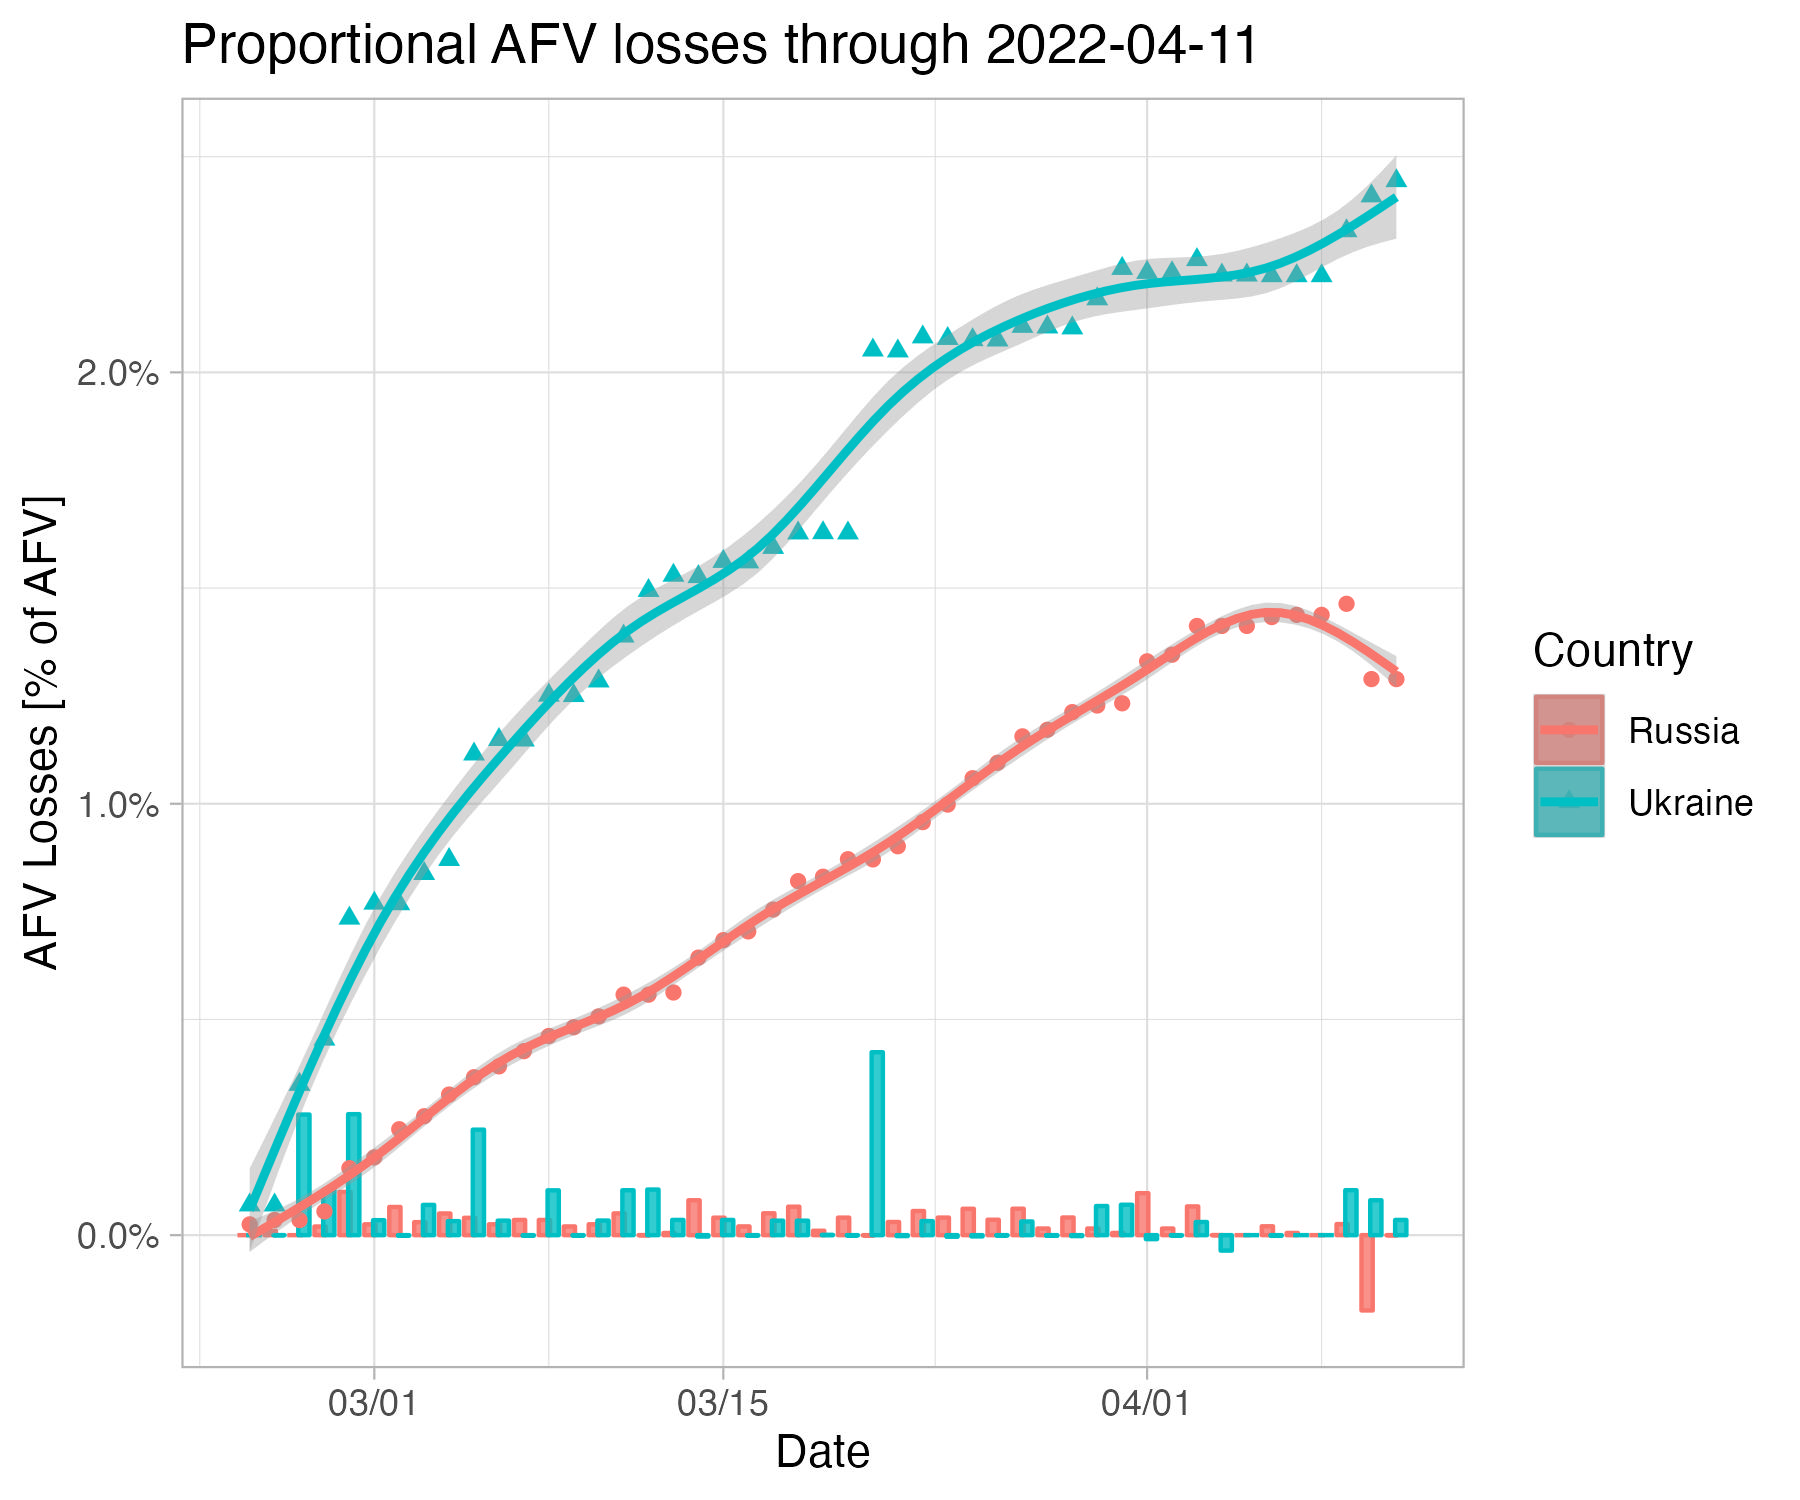 Proportional AFV losses through 2022-04-11
AFV Losses [% of AFV]
2.0%
1.0%
0.0%
03/01
03/15
04/01
Date
Country
Russia
Ukraine